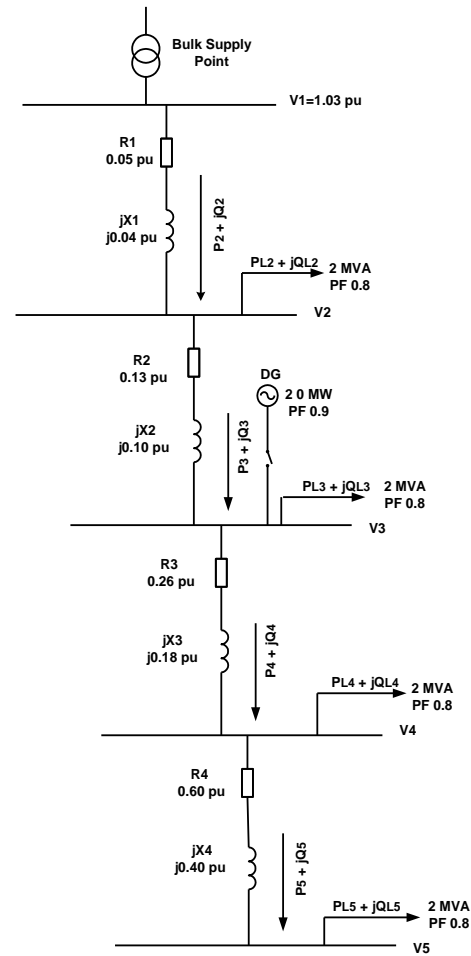 Bulk Supply
Point
V1=1.03 pu
R1
0.05 pu
jX1
j0.04 pu
P2 + jQ2
PL2 + jQL2
2 MVA
PF 0.8
V2
R2
0.13 pu
DG
2 0 MW
PF 0.9
jX2
j0.10 pu
P3 + jQ3
PL3 + jQL3
2 MVA
PF 0.8
V3
R3
0.26 pu
jX3
j0.18 pu
P4 + jQ4
PL4 + jQL4
2 MVA
PF 0.8
V4
R4
0.60 pu
jX4
j0.40 pu
P5 + jQ5
PL5 + jQL5
2 MVA
PF 0.8
V5